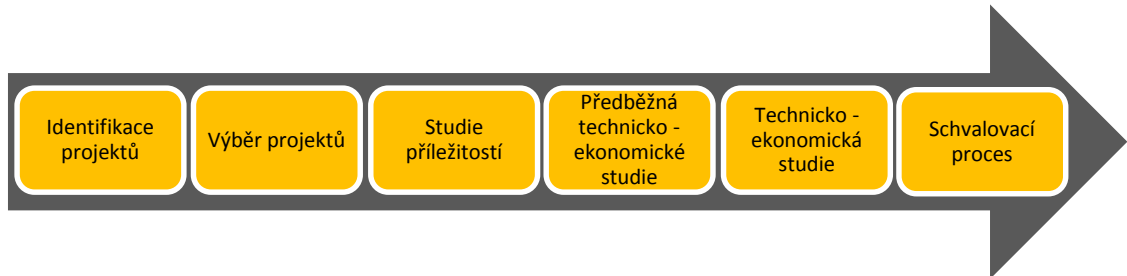 Identifikace
projektů
Výběr projektů
Studie
příležitostí
Předběžná
technicko -
ekonomické
studie
Technicko -
ekonomická
studie
Schvalovací
proces